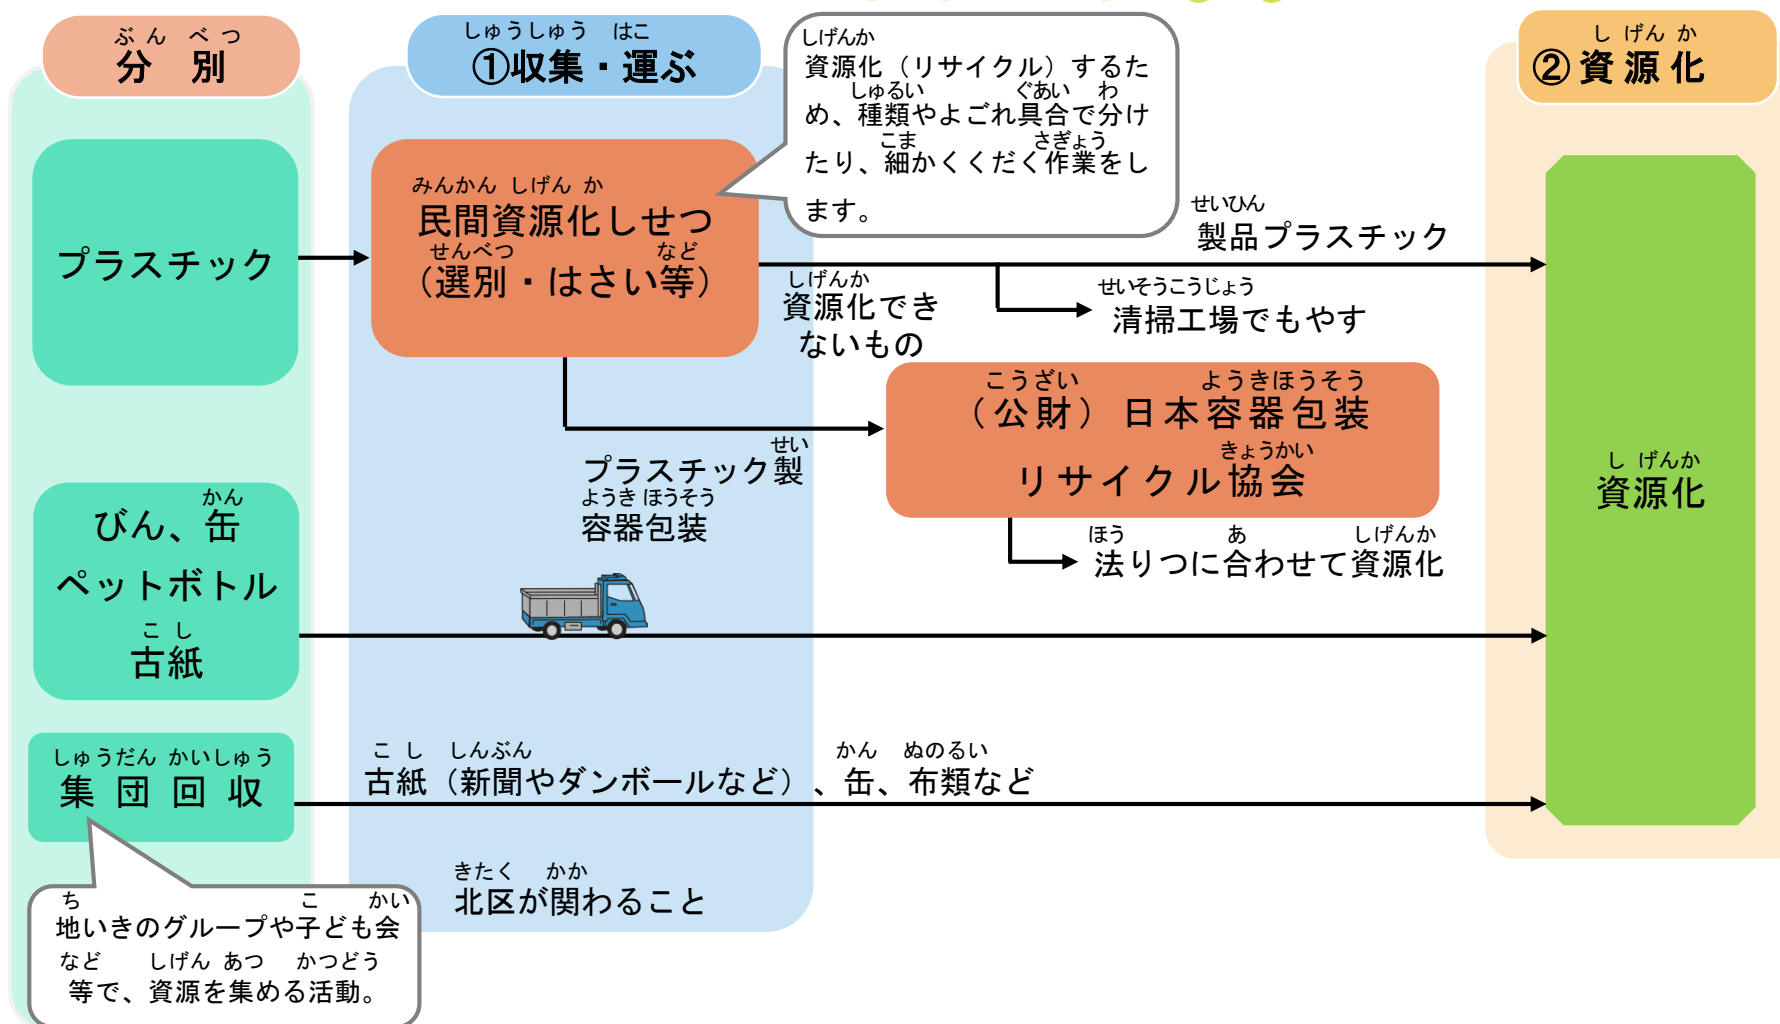 ぶん べつ
分 別
しゅうしゅう はこ
①収集・運ぶ
しげんか
資源化（リサイクル）するた
しゅるい ぐあい わ
め、種類やよごれ具合で分け
こま さぎょう
たり、細かくくだく作業をし
ます。
し げん か
②資源化
プラスチック
みんかん しげん か
民間資源化しせつ
せんべつ など
（選別・はさい等）
せいひん
製品プラスチック
しげんか
資源化でき
ないもの
せいそうこうじょう
清掃工場でもやす
こうざい ようきほうそう
（公財）日本容器包装
きょうかい
リサイクル協会
せい
プラスチック製
ようき ほうそう
容器包装
ほう あ しげんか
法りつに合わせて資源化
し げんか
資源化
かん
びん、缶
ペットボトル
こ し
古紙
しゅうだん かいしゅう
集団回収
こ し しんぶん かん ぬのるい
古紙（新聞やダンボールなど）、缶、布類など
きたく かか
北区が関わること
ち こ かい
地いきのグループや子ども会
など しげん あつ かつどう
等で、資源を集める活動。